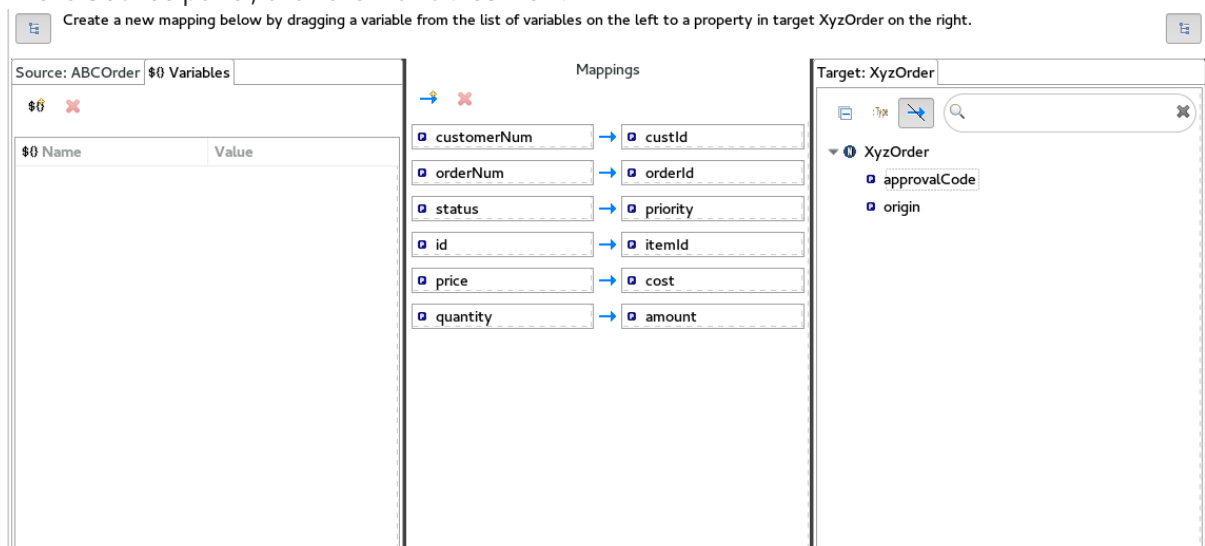 Create a new mapping below by dragging a variable from the list of variables on the left to a property in target XyzOrder on the right.
Source: ABCOrder
${} Variables
Mappings
Target: XyzOrder
${}
:Type
${} Name
Value
customerNum
custId
orderNum
orderId
status
priority
id
itemId
price
cost
quantity
amount
XyzOrder
approvalCode
origin